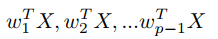 $w_1^T X, w_2^T X, ... w_{p-1}^T X$